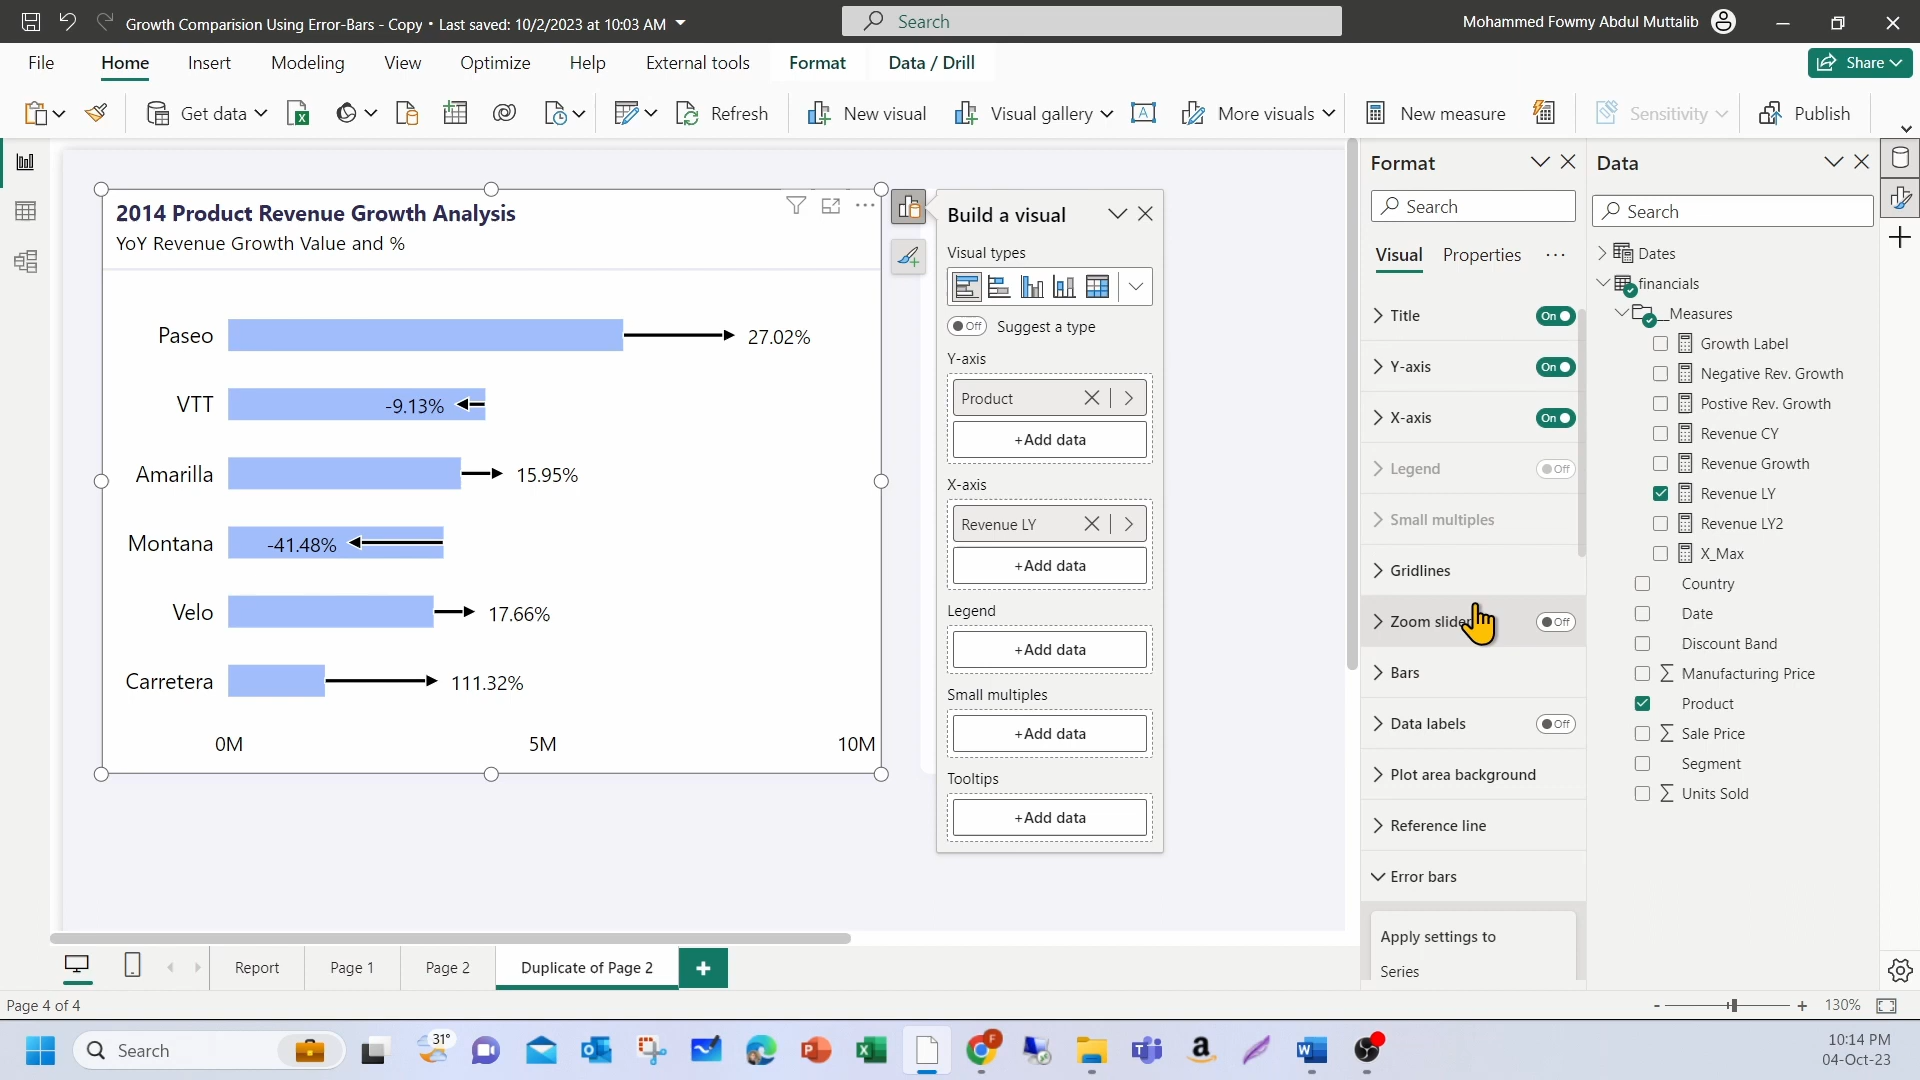 Growth Comparision Using Error-Bars - Copy • Last saved: 10/2/2023 at 10:03 AM
Search
Mohammed Fowmy Abdul Muttalib
File
Home
Insert
Modeling
View
Optimize
Help
External tools
Format
Data / Drill
Share
Get data
Refresh
New visual
Visual gallery
More visuals
New measure
Sensitivity
Publish
2014 Product Revenue Growth Analysis
YoY Revenue Growth Value and %
Paseo
27.02%
VTT
-9.13%
Amarilla
15.95%
Montana
-41.48%
Velo
17.66%
Carretera
111.32%
0M
5M
10M
Build a visual
Visual types
Off
Suggest a type
Y-axis
Product
+Add data
X-axis
Revenue LY
+Add data
Legend
+Add data
Small multiples
+Add data
Tooltips
+Add data
Format
Search
Visual
Properties
Title
On
Y-axis
On
X-axis
On
Legend
Off
Small multiples
Gridlines
Zoom slider
Off
Bars
Data labels
Off
Plot area background
Reference line
Error bars
Apply settings to
Series
Data
Search
Dates
financials
_Measures
Growth Label
Negative Rev. Growth
Postive Rev. Growth
Revenue CY
Revenue Growth
Revenue LY
Revenue LY2
X_Max
Country
Date
Discount Band
Manufacturing Price
Product
Sale Price
Segment
Units Sold
Report
Page 1
Page 2
Duplicate of Page 2
Page 4 of 4
130%
Search
31°
10:14 PM
04-Oct-23